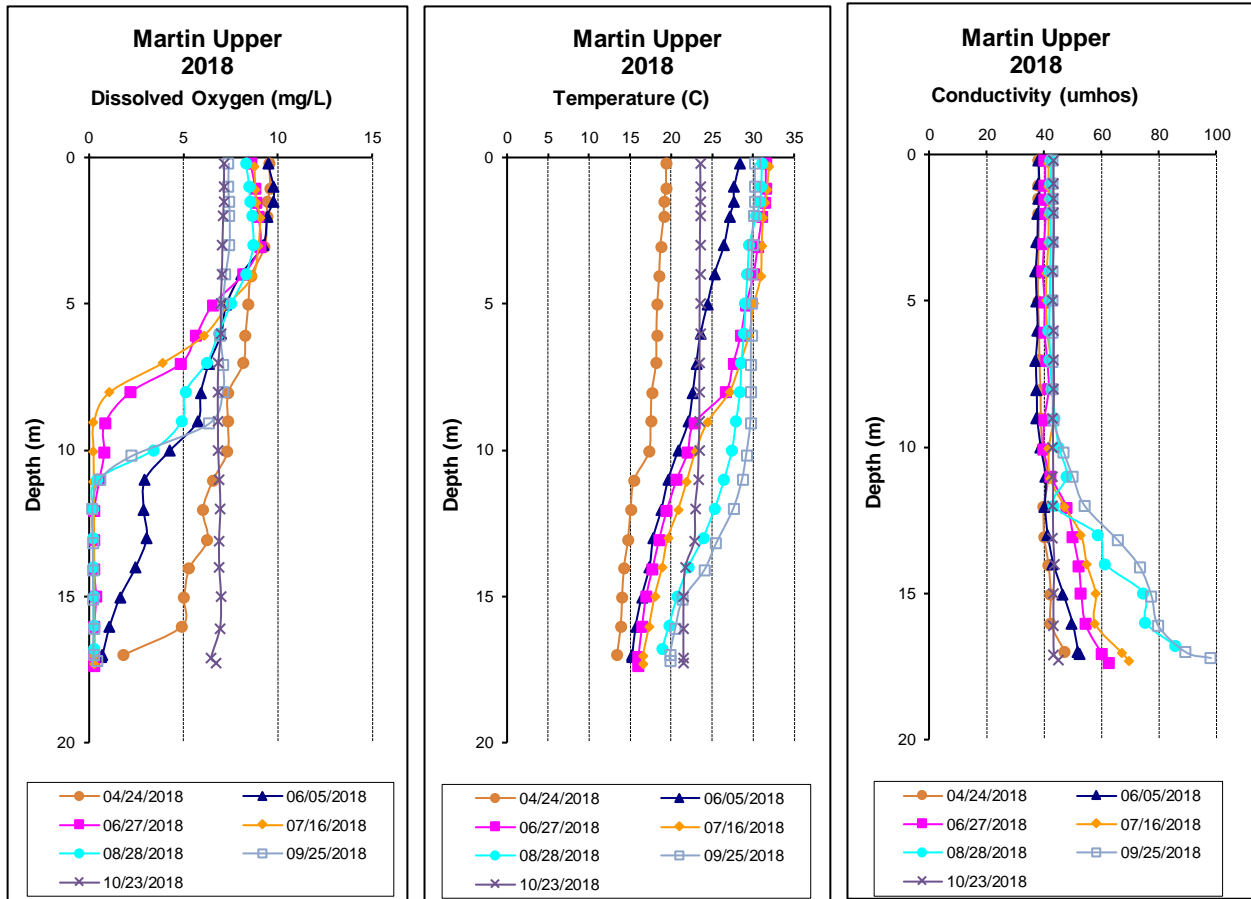 Martin Upper
2018
Dissolved Oxygen (mg/L)
0 5 10 15
0
5
10
15
20
Depth (m)
04/24/2018 06/05/2018
06/27/2018 07/16/2018
08/28/2018 09/25/2018
10/23/2018
Martin Upper
2018
Temperature (C)
0 5 10 15 20 25 30 35
Depth (m)
04/24/2018 06/05/2018
06/27/2018 07/16/2018
08/28/2018 09/25/2018
10/23/2018
Martin Upper
2018
Conductivity (umhos)
0 20 40 60 80 100
0
5
10
15
20
Depth (m)
04/24/2018 06/05/2018
06/27/2018 07/16/2018
08/28/2018 09/25/2018
10/23/2018